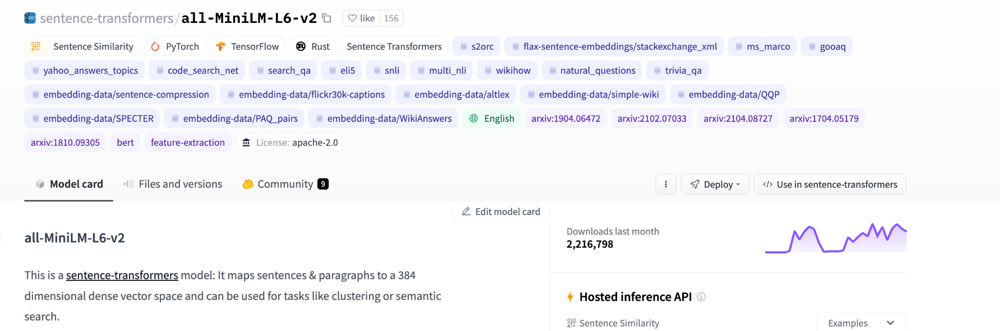 sentence-transformers/all-MiniLM-L6-v2 like 156
Sentence Similarity PyTorch TensorFlow Rust Sentence Transformers s2orc flax-sentence-embeddings/stackexchange_xml ms_marco gooaq
yahoo_answers_topics code_search_net search_qa eli5 snli multi_nli wikihow natural_questions trivia_qa
embedding-data/sentence-compression embedding-data/flickr30k-captions embedding-data/altlex embedding-data/simple-wiki embedding-data/QQP
embedding-data/SPECTER embedding-data/PAQ_pairs embedding-data/WikiAnswers English arxiv:1904.06472 arxiv:2102.07033 arxiv:2104.08727 arxiv:1704.05179
arxiv:1810.09305 bert feature-extraction License: apache-2.0
Model card Files and versions Community 9 Deploy Use in sentence-transformers
Edit model card
all-MiniLM-L6-v2
This is a sentence-transformers model: It maps sentences & paragraphs to a 384
dimensional dense vector space and can be used for tasks like clustering or semantic
search.
Downloads last month
2,216,798
Hosted inference API
Sentence Similarity Examples